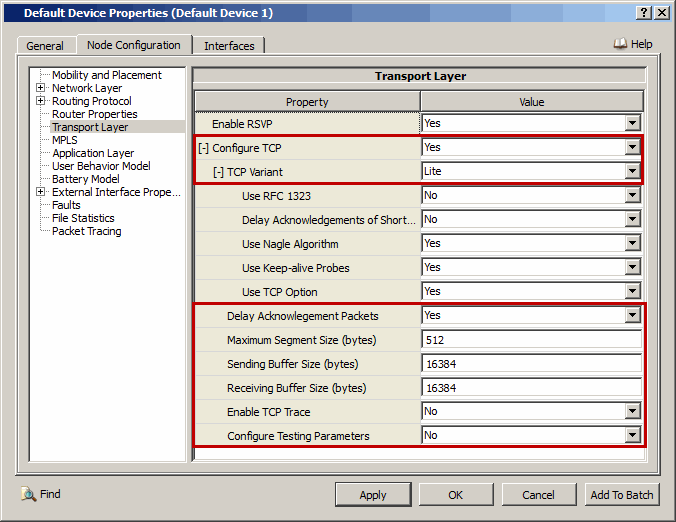 Default Device Properties (Default Device 1)
General
Node Configuration
Interfaces
Help
Mobility and Placement
Network Layer
Routing Protocol
Router Properties
Transport Layer
MPLS
Application Layer
User Behavior Model
Battery Model
External Interface Prope...
Faults
File Statistics
Packet Tracing
Transport Layer
Property Value
Enable RSVP Yes
[-] Configure TCP Yes
[-] TCP Variant Lite
Use RFC 1323 No
Delay Acknowledgements of Short... No
Use Nagle Algorithm Yes
Use Keep-alive Probes Yes
Use TCP Option Yes
Delay Acknowlegement Packets Yes
Maximum Segment Size (bytes) 512
Sending Buffer Size (bytes) 16384
Receiving Buffer Size (bytes) 16384
Enable TCP Trace No
Configure Testing Parameters No
Find
Apply
OK
Cancel
Add To Batch